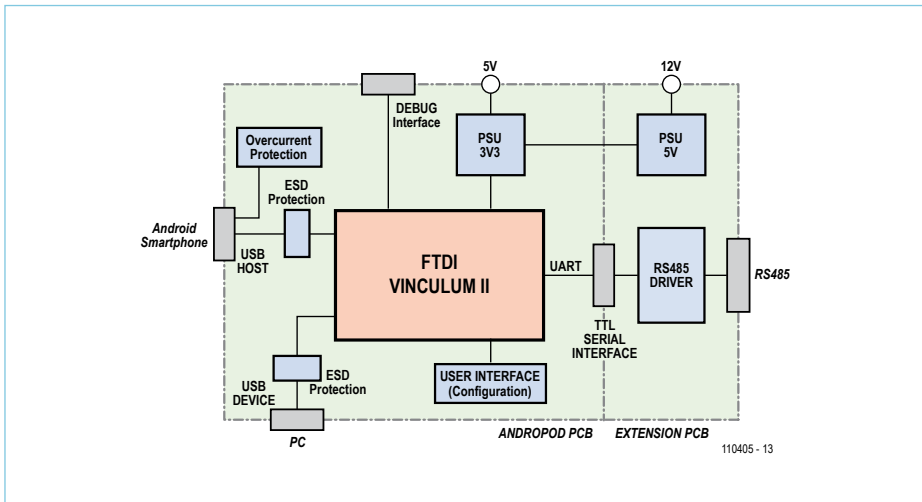 5V
12V
DEBUG
Interface
PSU
3V3
PSU
5V
Overcurrent
Protection
ESD
Protection
Android
Smartphone
USB
HOST
FTDI
VINCULUM II
UART
RS485
DRIVER
RS485
TTL
SERIAL
INTERFACE
ESD
Protection
USB
DEVICE
USER INTERFACE
(Configuration)
PC
ANDROPOD PCB
EXTENSION PCB
110405 - 13